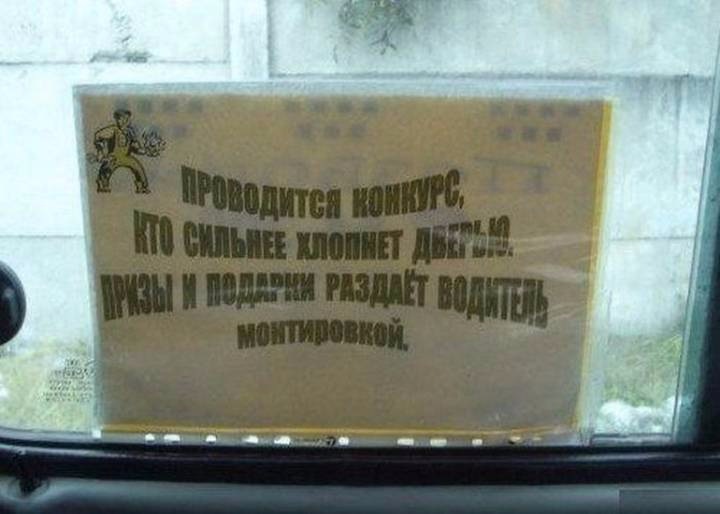 ПРОВОДИТСЯ КОНКУРС,
КТО СИЛЬНЕЕ ХЛОПНЕТ ДВЕРЬЮ.
ПРИЗЫ И ПОДАРКИ РАЗДАЁТ ВОДИТЕЛЬ
МОНТИРОВКОЙ.